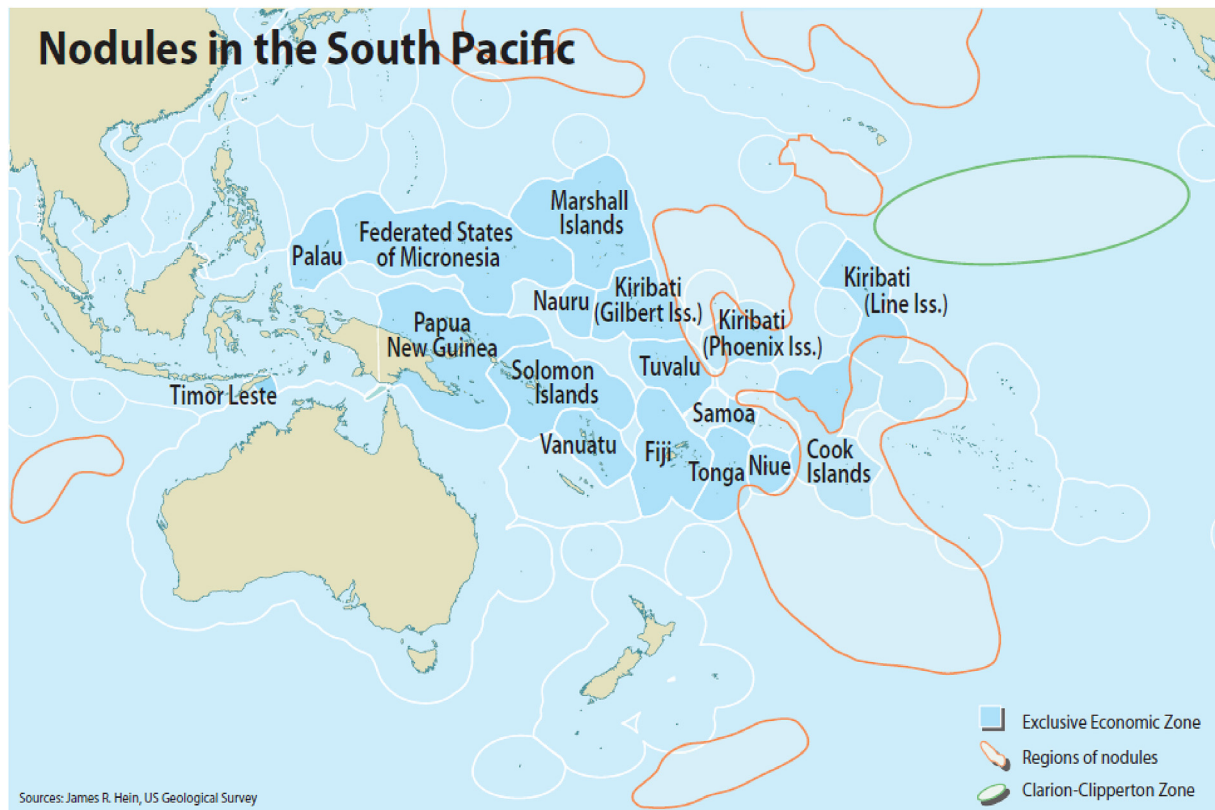 Nodules in the South Pacific
Marshall
Islands
Federated States
of Micronesia
Palau
Nauru
Kiribati
(Gilbert Iss.)
Kiribati
(Line Iss.)
Kiribati
(Phoenix Iss.)
Papua
New Guinea
Tuvalu
Solomon
Islands
Timor Leste
Samoa
Vanuatu
Fiji
Tonga
Niue
Cook
Islands
Exclusive Economic Zone
Regions of nodules
Clarion-Clipperton Zone
Sources: James R. Hein, US Geological Survey